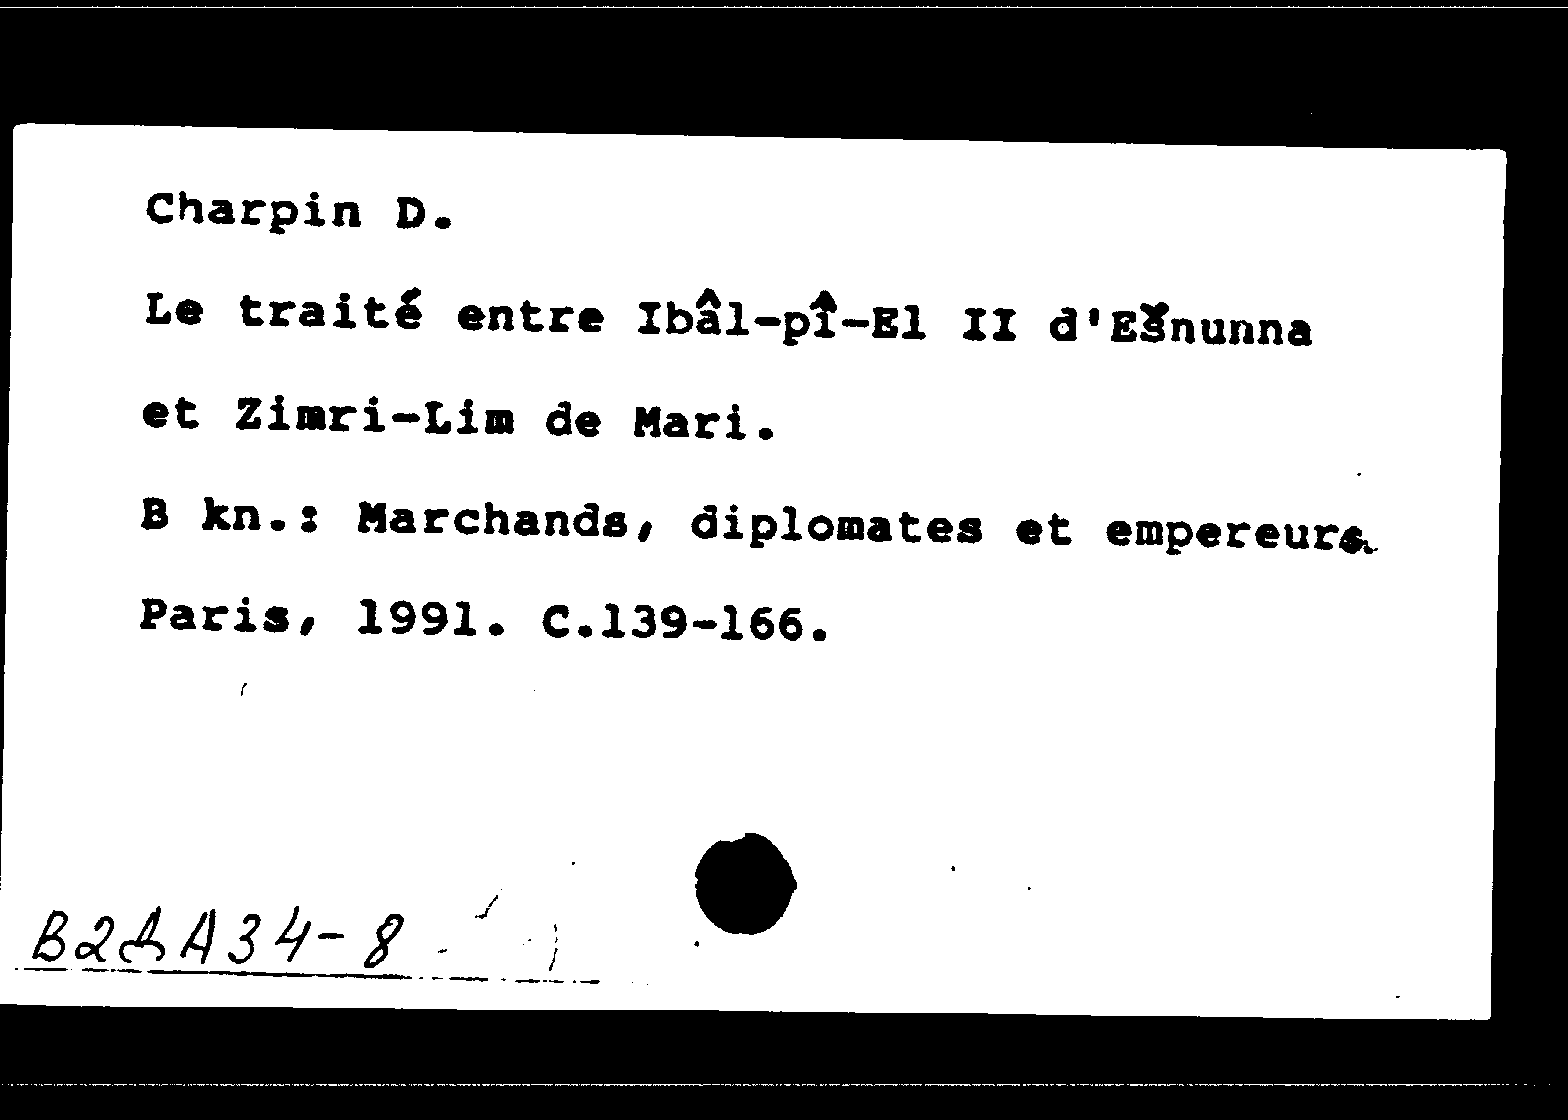 Charpin D.
Le traité entre Ibâl-pî-El II d'Ešnunna
et Zimri-Lim de Mari.
B kn.: Marchands, diplomates et empereurs.
Paris, 1991. C.139-166.
В2ДА34-8